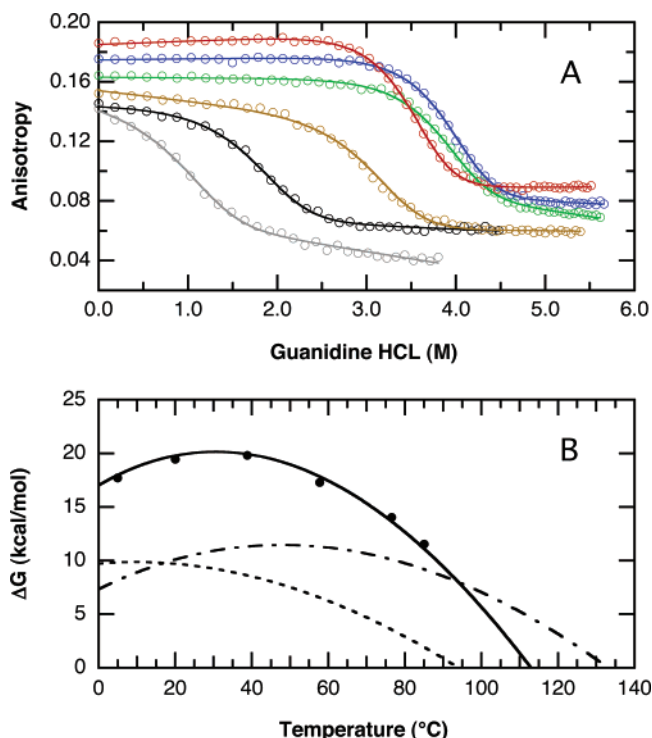 0.20
0.16
0.12
0.08
0.04
Anisotropy
A
0.0 1.0 2.0 3.0 4.0 5.0 6.0
Guanidine HCL (M)
25
20
15
10
5
0
ΔG (kcal/mol)
B
0 20 40 60 80 100 120 140
Temperature (°C)